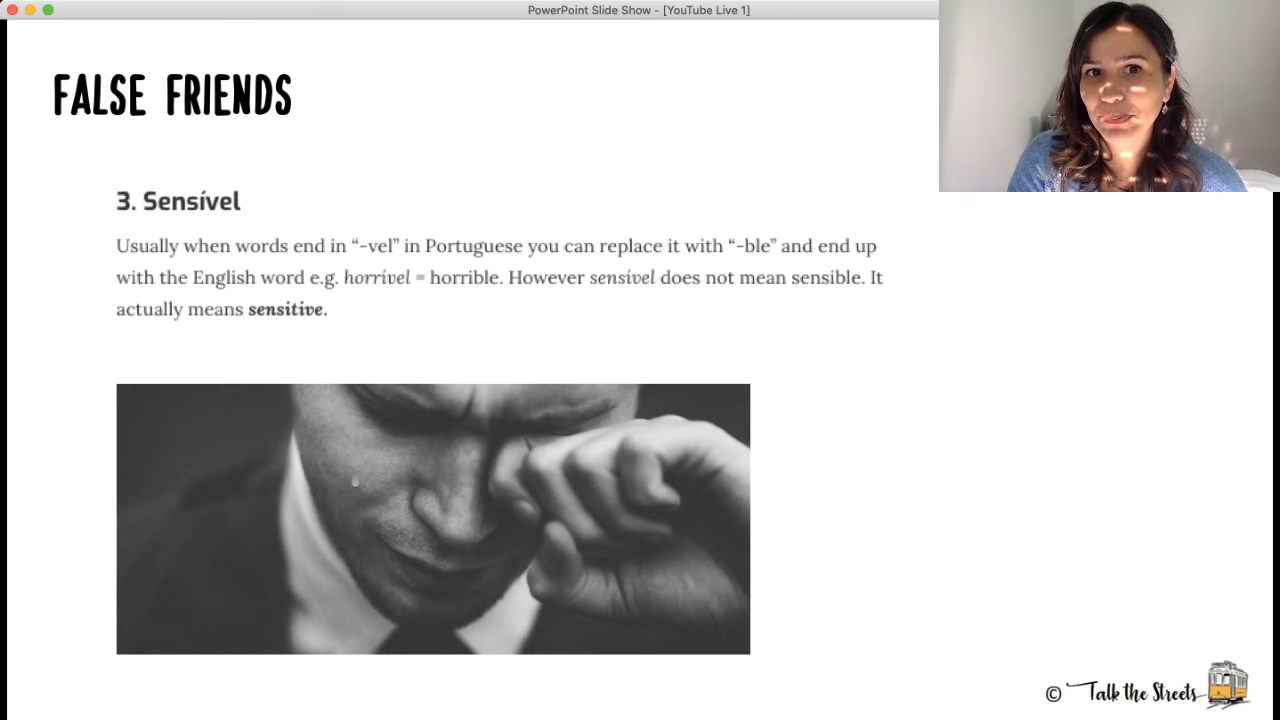 PowerPoint Slide Show - [YouTube Live 1]
FALSE FRIENDS
3. Sensível
Usually when words end in “-vel” in Portuguese you can replace it with “-ble” and end up
with the English word e.g. horrível = horrible. However sensível does not mean sensible. It
actually means sensitive.
© Talk the Streets